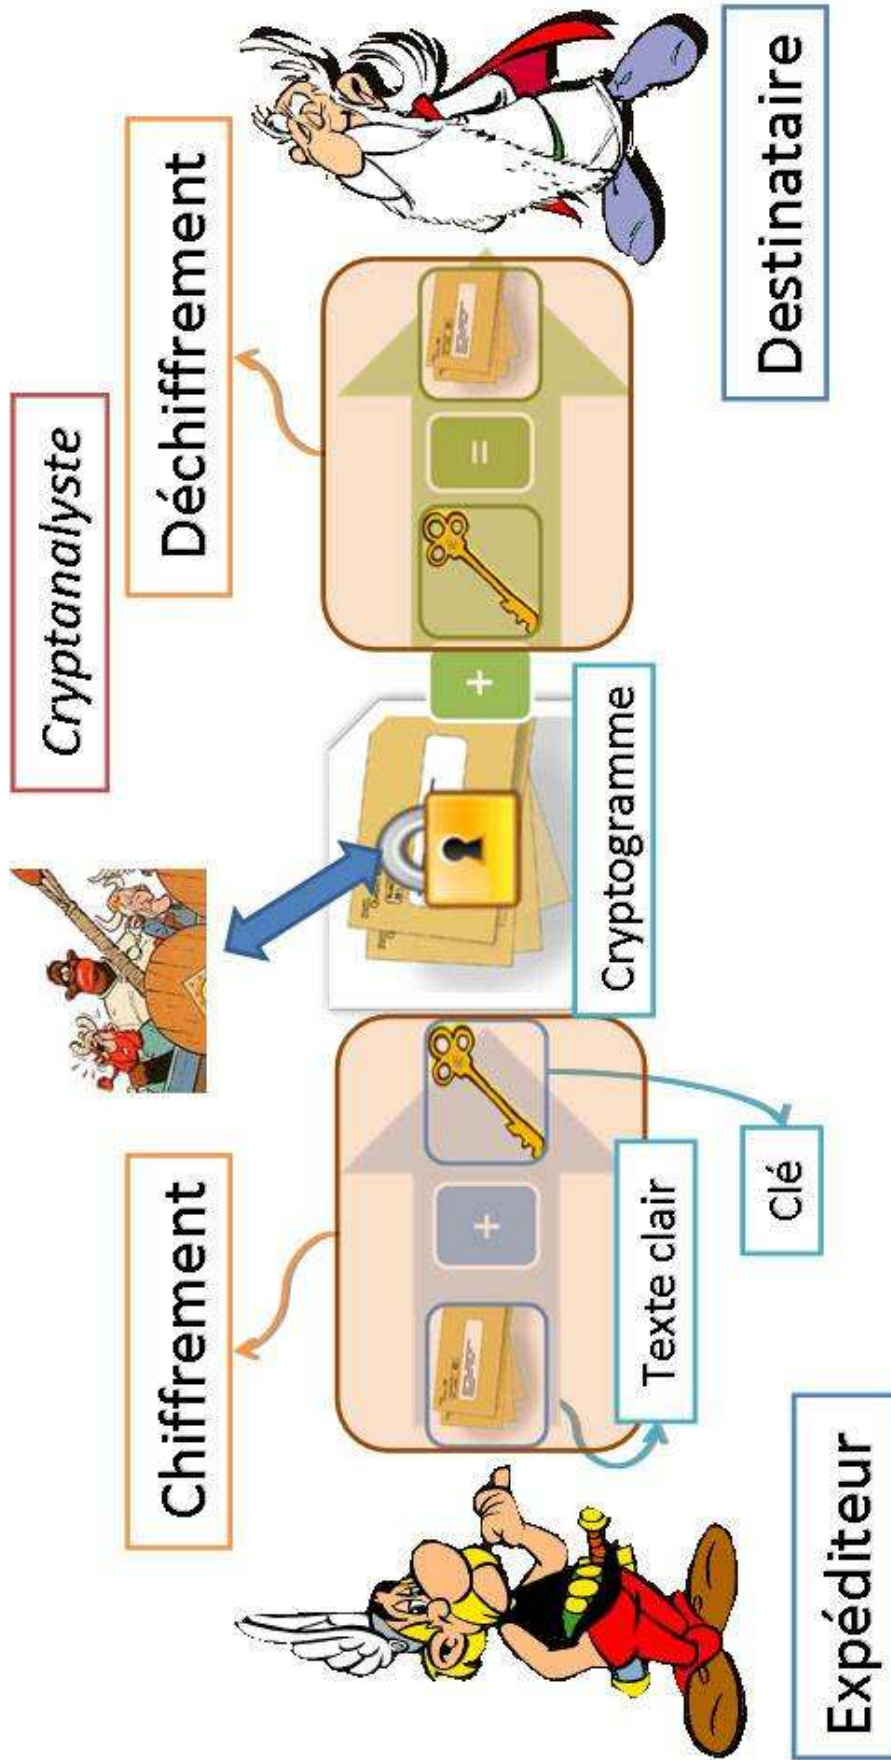 Cryptanalyste
Chiffrement
Déchiffrement
+
+
=
Cryptogramme
Texte clair
Clé
Expéditeur
Destinataire